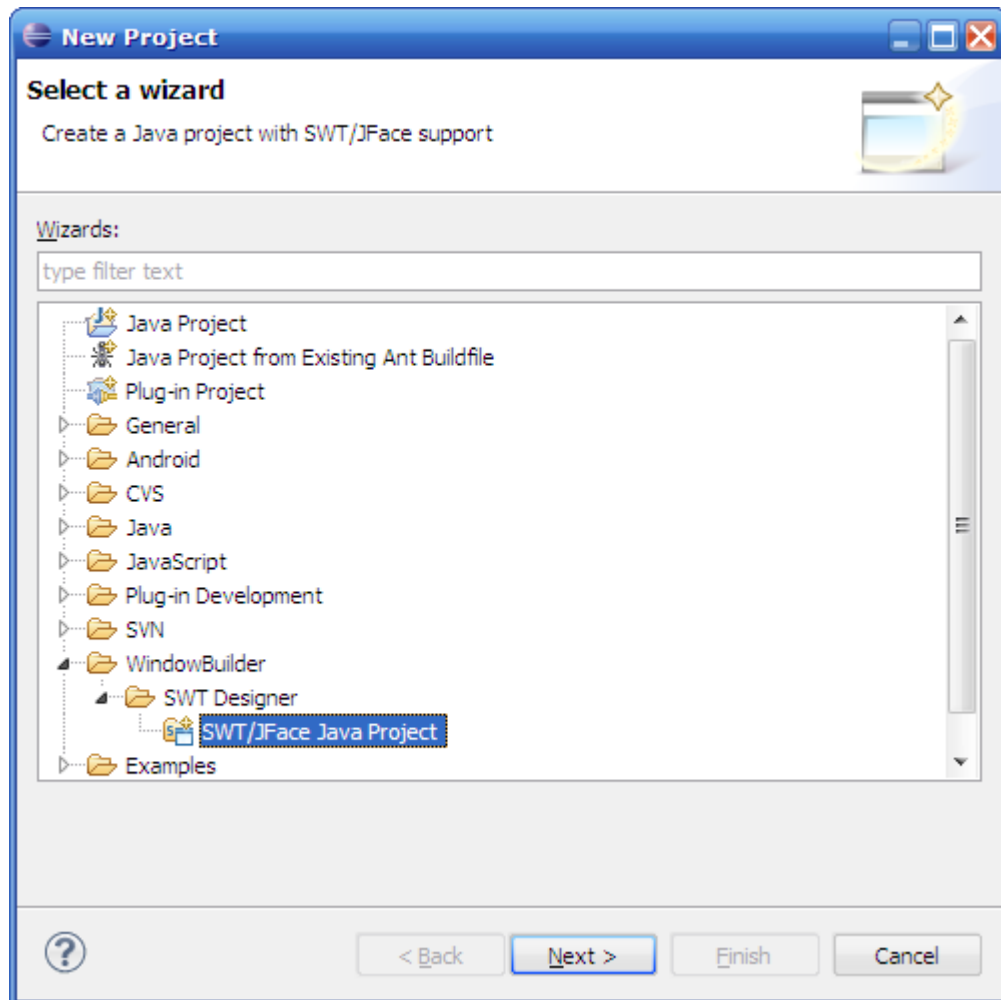 New Project
Select a wizard
Create a Java project with SWT/JFace support
Wizards:
type filter text
Java Project
Java Project from Existing Ant Buildfile
Plug-in Project
General
Android
CVS
Java
JavaScript
Plug-in Development
SVN
WindowBuilder
SWT Designer
SWT/JFace Java Project
Examples
< Back Next > Finish Cancel